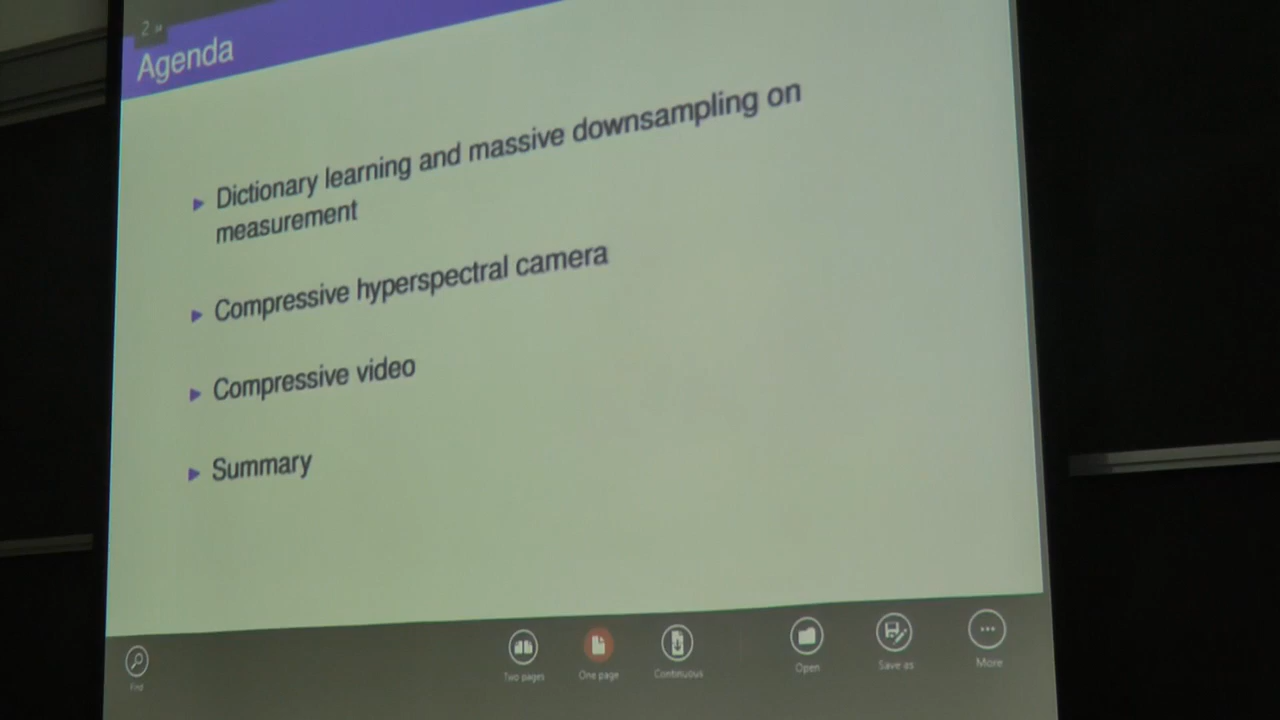 2
Agenda
Dictionary learning and massive downsampling on
measurement
Compressive hyperspectral camera
Compressive video
Summary
Find
Two pages
One page
Continuous
Open
Save as
More